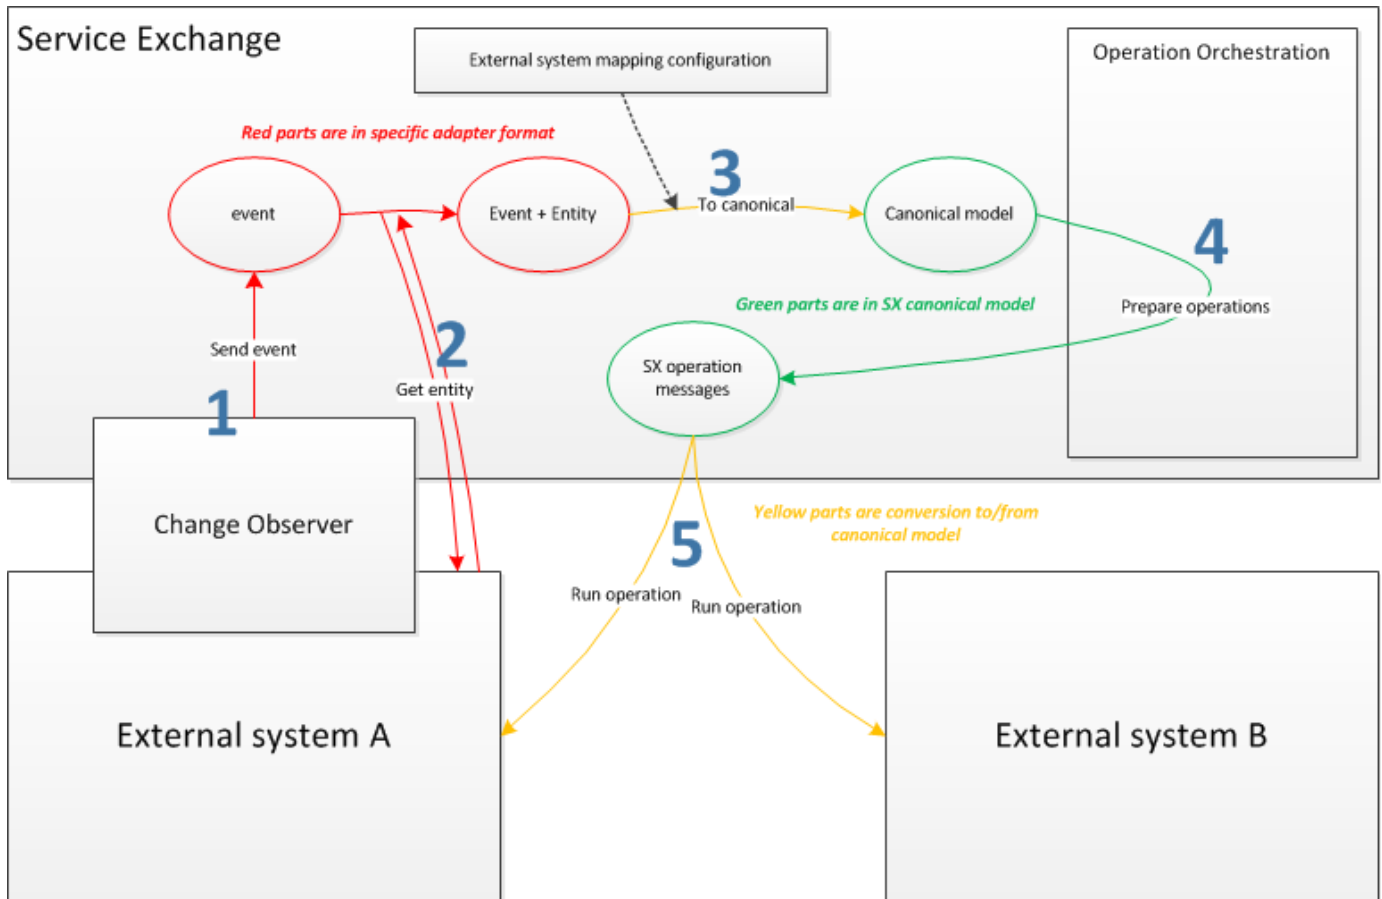 Service Exchange
External system mapping configuration
Operation Orchestration
Red parts are in specific adapter format
3
event
Event + Entity
To canonical
Canonical model
4
Green parts are in SX canonical model
Prepare operations
Send event
2
Get entity
SX operation
messages
1
Change Observer
Yellow parts are conversion to/from
canonical model
5
Run operation
Run operation
External system A
External system B